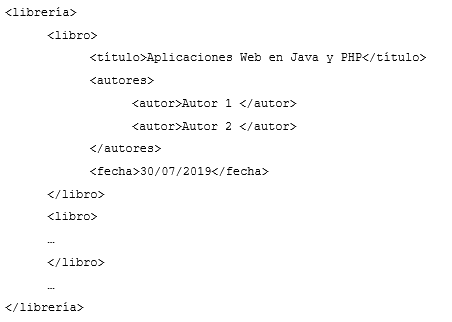 <librería>
<libro>
<título>Aplicaciones Web en Java y PHP</título>
<autores>
<autor>Autor 1 </autor>
<autor>Autor 2 </autor>
</autores>
<fecha>30/07/2019</fecha>
</libro>
<libro>
…
</libro>
…
</librería>